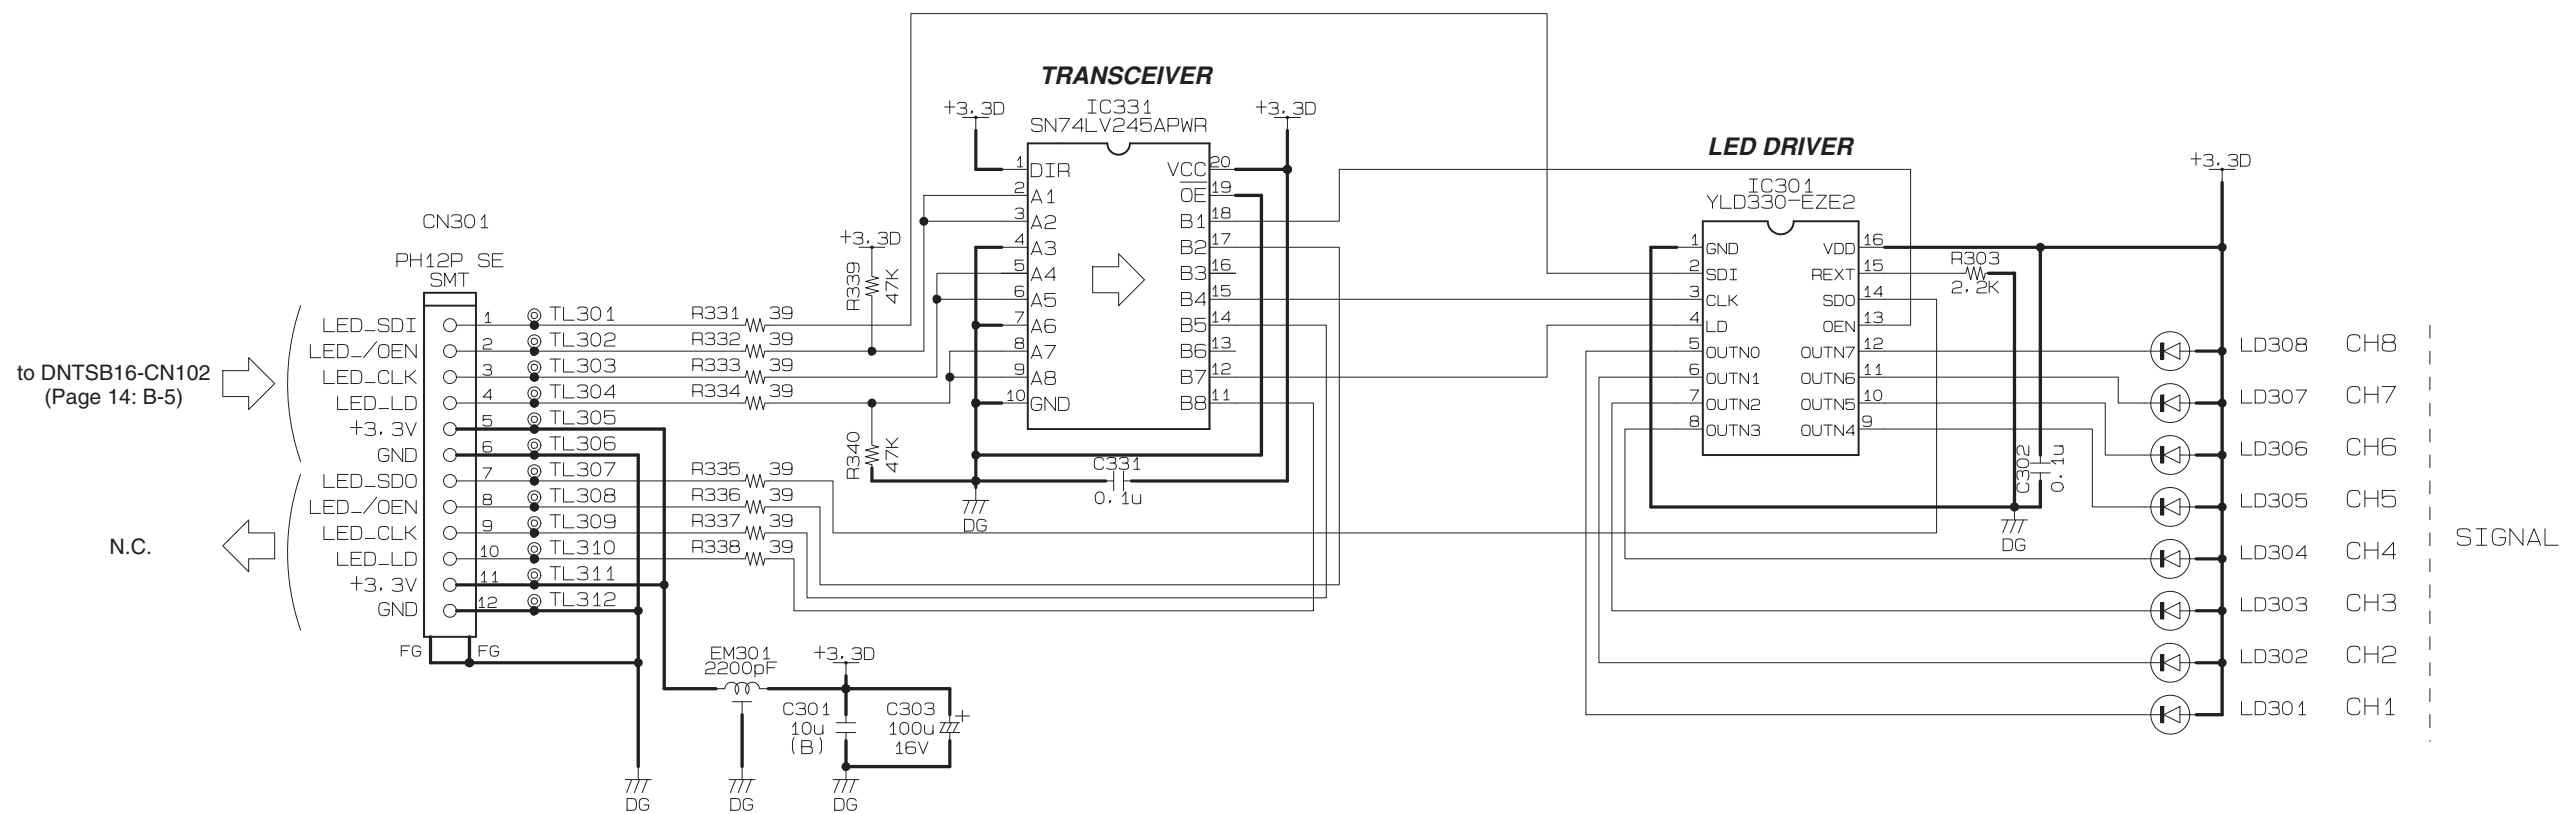 TRANSCEIVER
IC331
SN74LV245APWR
+3.3D
+3.3D
1 DIR
2 A1
3 A2
4 A3
5 A4
6 A5
7 A6
8 A7
9 A8
10 GND
VCC 20
OE 19
B1 18
B2 17
B3 16
B4 15
B5 14
B6 13
B7 12
B8 11
C331
0.1u
DG
LED DRIVER
IC301
YLD330-EZE2
1 GND
2 SDI
3 CLK
4 LD
5 OUTN0
6 OUTN1
7 OUTN2
8 OUTN3
VDD 16
REXT 15
SDO 14
OEN 13
OUTN7 12
OUTN6 11
OUTN5 10
OUTN4 9
R303
2.2K
C302
0.1u
DG
+3.3D
LD308 CH8
LD307 CH7
LD306 CH6
LD305 CH5
LD304 CH4
LD303 CH3
LD302 CH2
LD301 CH1
SIGNAL
CN301
PH12P SE
SMT
to DNTSB16-CN102
(Page 14: B-5)
N.C.
LED_SDI 1 TL301 R331 39
LED_/OEN 2 TL302 R332 39
LED_CLK 3 TL303 R333 39
LED_LD 4 TL304 R334 39
+3.3V 5 TL305
GND 6 TL306
LED_SDO 7 TL307 R335 39
LED_/OEN 8 TL308 R336 39
LED_CLK 9 TL309 R337 39
LED_LD 10 TL310 R338 39
+3.3V 11 TL311
GND 12 TL312
FG FG
+3.3D
R339
47K
R340
47K
EM301
2200pF
+3.3D
C301
10u
(B)
C303
+
100u
16V
DG
DG
DG